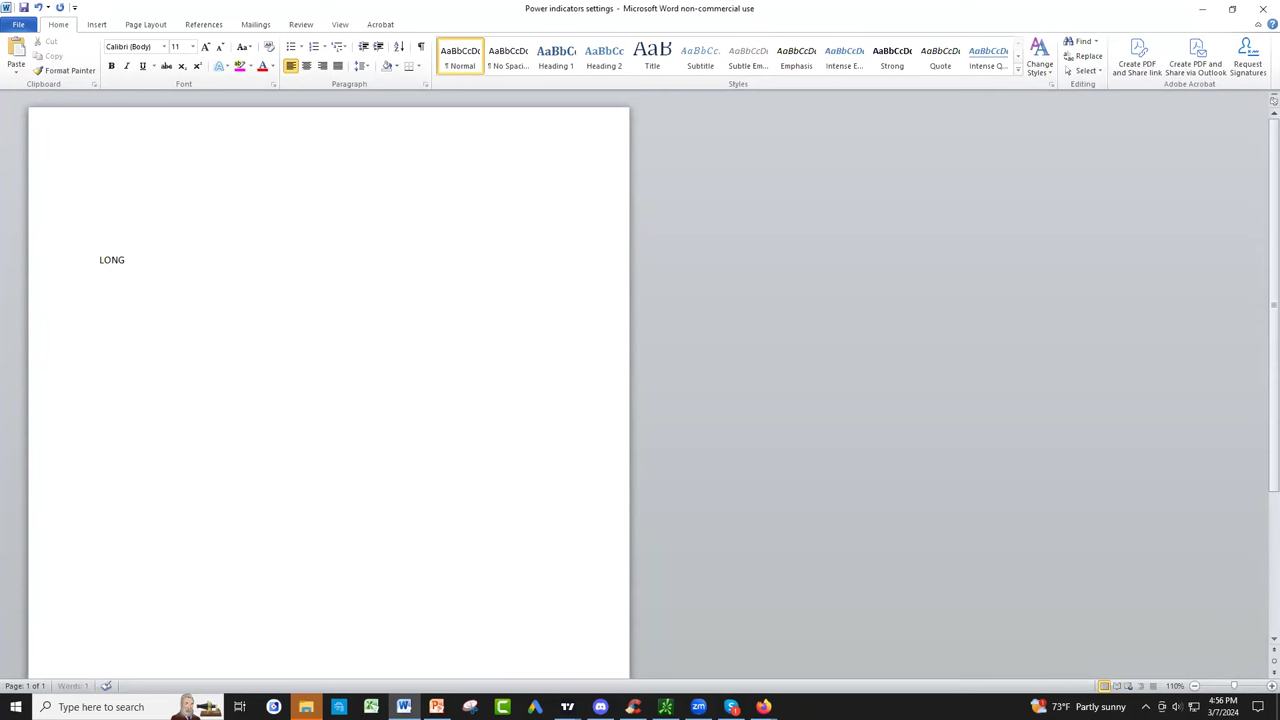 Power indicators settings - Microsoft Word non-commercial use
File Home Insert Page Layout References Mailings Review View Acrobat
Paste
Cut
Copy
Format Painter
Clipboard
Calibri (Body) 11
Font
Paragraph
AaBbCcDc AaBbCcDc AaBbC AaBbCc AaB AaBbCc. AaBbCcDc AaBbCcDc AaBbCcDc AaBbCcDc AaBbCcDc AaBbCcDc
¶ Normal ¶ No Spaci... Heading 1 Heading 2 Title Subtitle Subtle Em... Emphasis Intense E... Strong Quote Intense Q...
Change Styles
Styles
Find
Replace
Select
Editing
Create PDF and Share link
Create PDF and Share via Outlook
Request Signatures
Adobe Acrobat
LONG
Page: 1 of 1 Words: 1
110%
Type here to search
73°F Partly sunny
4:56 PM
3/7/2024